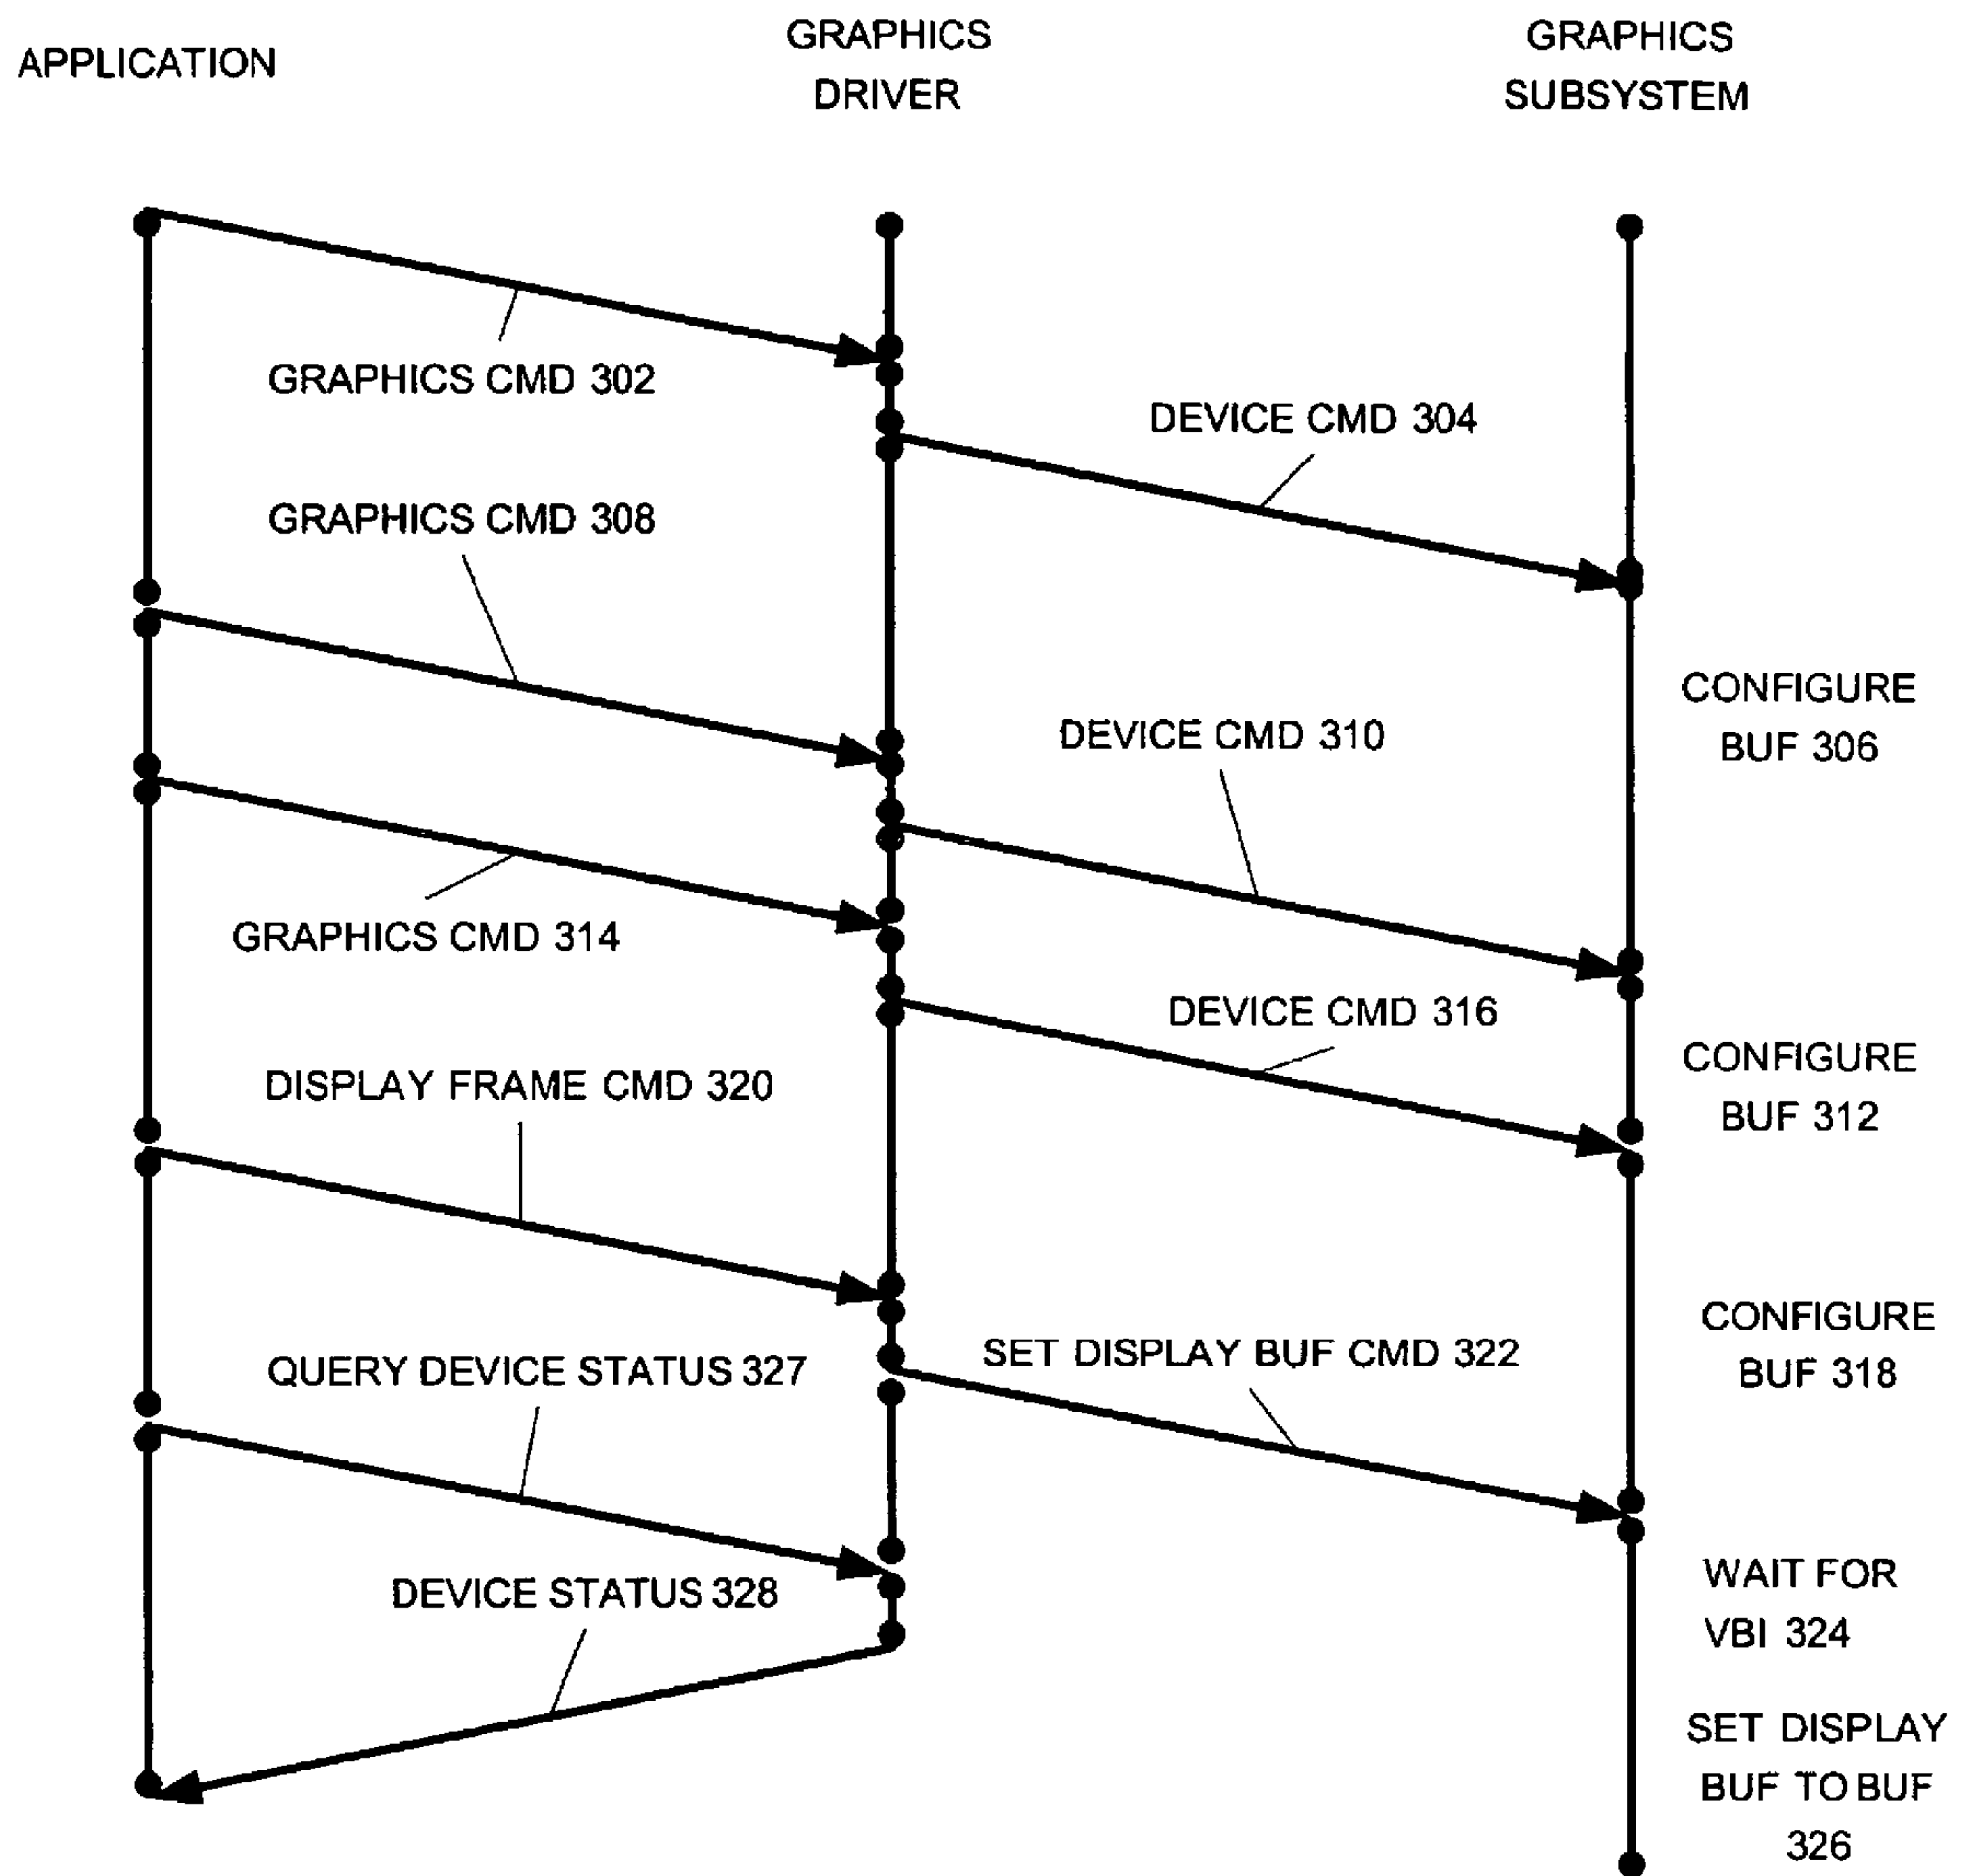 APPLICATION
GRAPHICS
DRIVER
GRAPHICS
SUBSYSTEM
GRAPHICS CMD 302
DEVICE CMD 304
GRAPHICS CMD 308
CONFIGURE
BUF 306
DEVICE CMD 310
GRAPHICS CMD 314
DEVICE CMD 316
CONFIGURE
BUF 312
DISPLAY FRAME CMD 320
CONFIGURE
BUF 318
SET DISPLAY BUF CMD 322
QUERY DEVICE STATUS 327
WAIT FOR
VBI 324
DEVICE STATUS 328
SET DISPLAY
BUF TO BUF
326